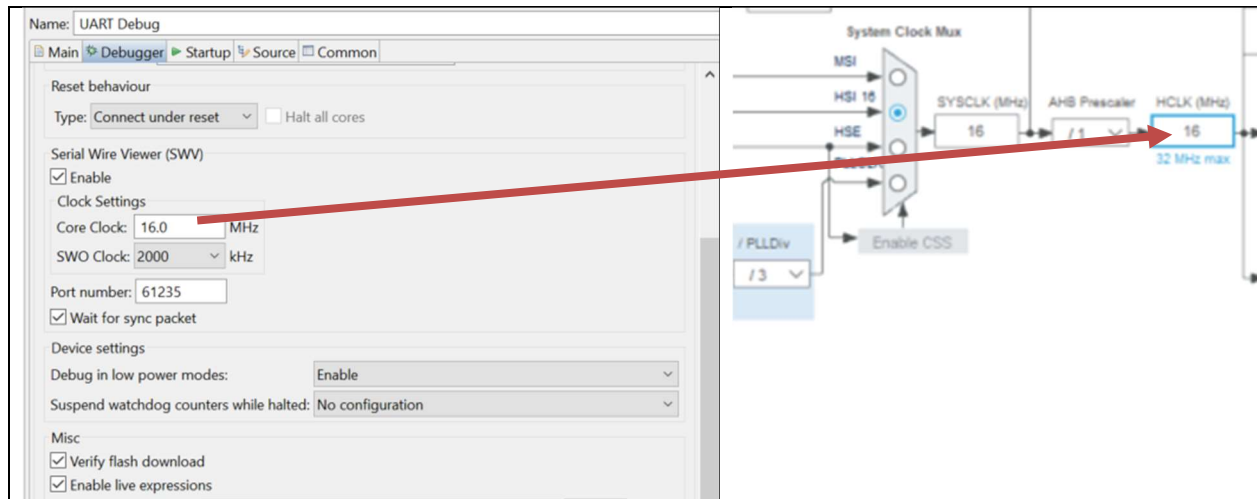 Name: UART Debug
Main Debugger Startup Source Common
Reset behaviour
Type: Connect under reset Halt all cores
Serial Wire Viewer (SWV)
Enable
Clock Settings
Core Clock: 16.0 MHz
SWO Clock: 2000 kHz
Port number: 61235
Wait for sync packet
Device settings
Debug in low power modes: Enable
Suspend watchdog counters while halted: No configuration
Misc
Verify flash download
Enable live expressions
System Clock Mux
MSI
HSI 16
HSE
SYSCLK (MHz) AHB Prescaler HCLK (MHz)
16 / 1 16
32 MHz max
Enable CSS
/ PLLDiv
/ 3